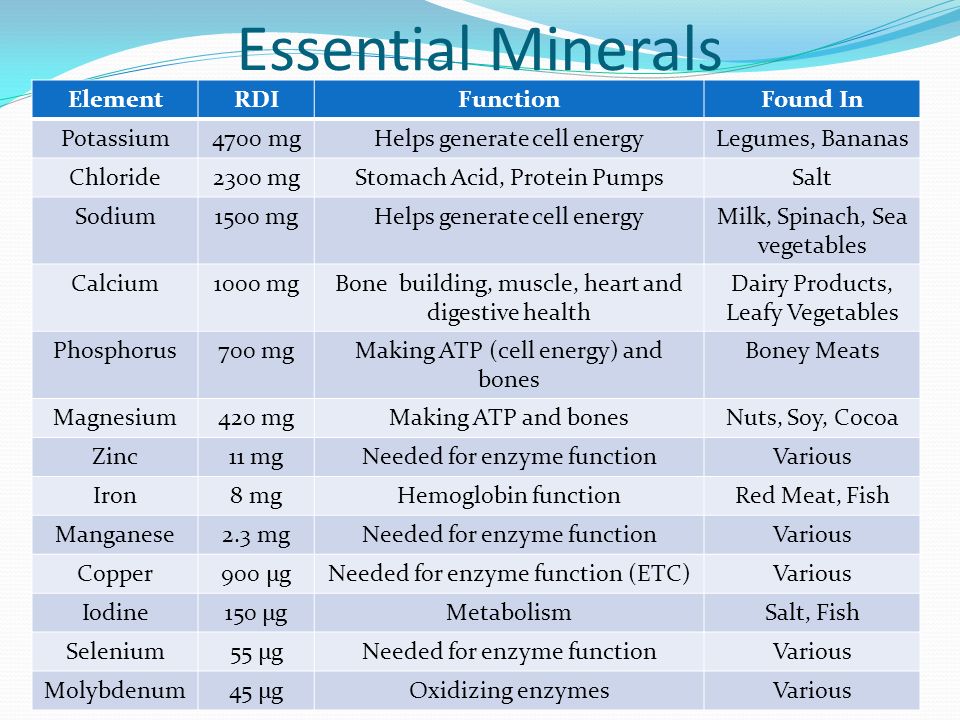 Essential Minerals
Element RDI Function Found In
Potassium 4700 mg Helps generate cell energy Legumes, Bananas
Chloride 2300 mg Stomach Acid, Protein Pumps Salt
Sodium 1500 mg Helps generate cell energy Milk, Spinach, Sea
vegetables
Calcium 1000 mg Bone building, muscle, heart and Dairy Products,
digestive health Leafy Vegetables
Phosphorus 700 mg Making ATP (cell energy) and Boney Meats
bones
Magnesium 420 mg Making ATP and bones Nuts, Soy, Cocoa
Zinc 11 mg Needed for enzyme function Various
Iron 8 mg Hemoglobin function Red Meat, Fish
Manganese 2.3 mg Needed for enzyme function Various
Copper 900 µg Needed for enzyme function (ETC) Various
Iodine 150 µg Metabolism Salt, Fish
Selenium 55 µg Needed for enzyme function Various
Molybdenum 45 µg Oxidizing enzymes Various